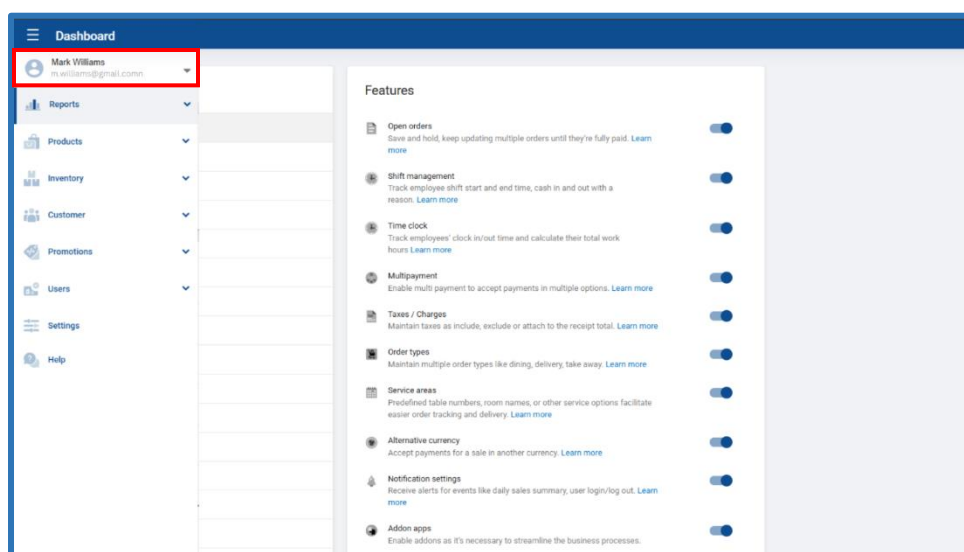 Dashboard
Mark Williams
m.williams@gmail.comn
Reports
Products
Inventory
Customer
Promotions
Users
Settings
Help
Features
Open orders
Save and hold, keep updating multiple orders until they're fully paid. Learn
more
Shift management
Track employee shift start and end time, cash in and out with a
reason. Learn more
Time clock
Track employees' clock in/out time and calculate their total work
hours Learn more
Multipayment
Enable multi payment to accept payments in multiple options. Learn more
Taxes / Charges
Maintain taxes as include, exclude or attach to the receipt total. Learn more
Order types
Maintain multiple order types like dining, delivery, take away. Learn more
Service areas
Predefined table numbers, room names, or other service options facilitate
easier order tracking and delivery. Learn more
Alternative currency
Accept payments for a sale in another currency. Learn more
Notification settings
Receive alerts for events like daily sales summary, user login/log out. Learn
more
Addon apps
Enable addons as it's necessary to streamline the business processes.